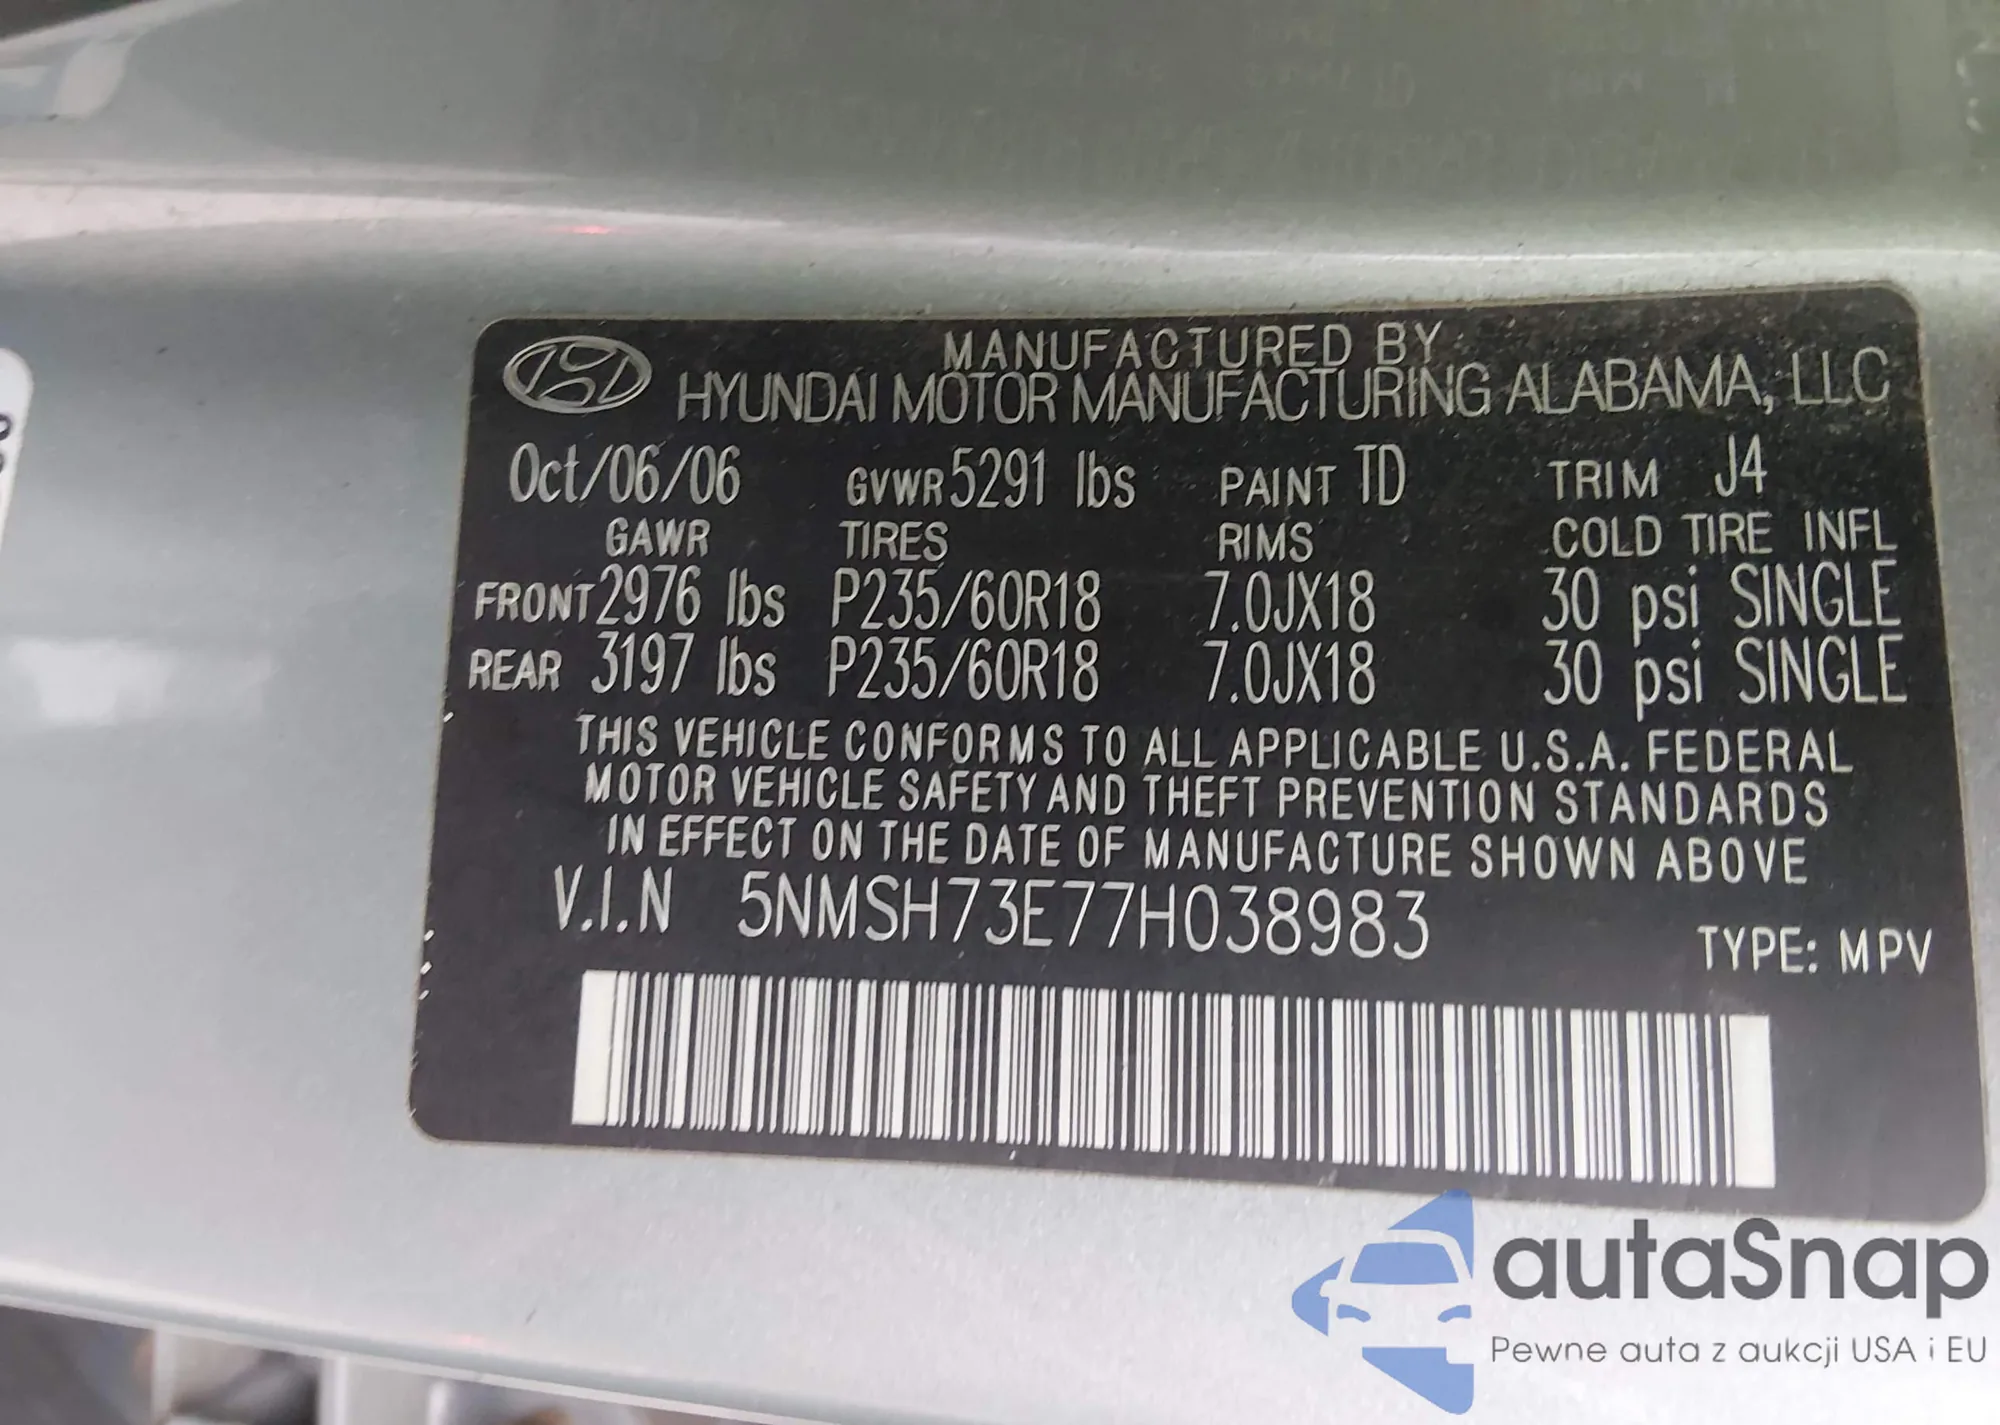 MANUFACTURED BY
HYUNDAI MOTOR MANUFACTURING ALABAMA, LLC
Oct/06/06 GVWR 5291 lbs PAINT TD TRIM J4
GAWR TIRES RIMS COLD TIRE INFL
FRONT 2976 lbs P235/60R18 7.0JX18 30 psi SINGLE
REAR 3197 lbs P235/60R18 7.0JX18 30 psi SINGLE
THIS VEHICLE CONFORMS TO ALL APPLICABLE U.S.A. FEDERAL
MOTOR VEHICLE SAFETY AND THEFT PREVENTION STANDARDS
IN EFFECT ON THE DATE OF MANUFACTURE SHOWN ABOVE
V.I.N 5NMSH73E77H038983
TYPE: MPV
autaSnap
Pewne auta z aukcji USA i EU